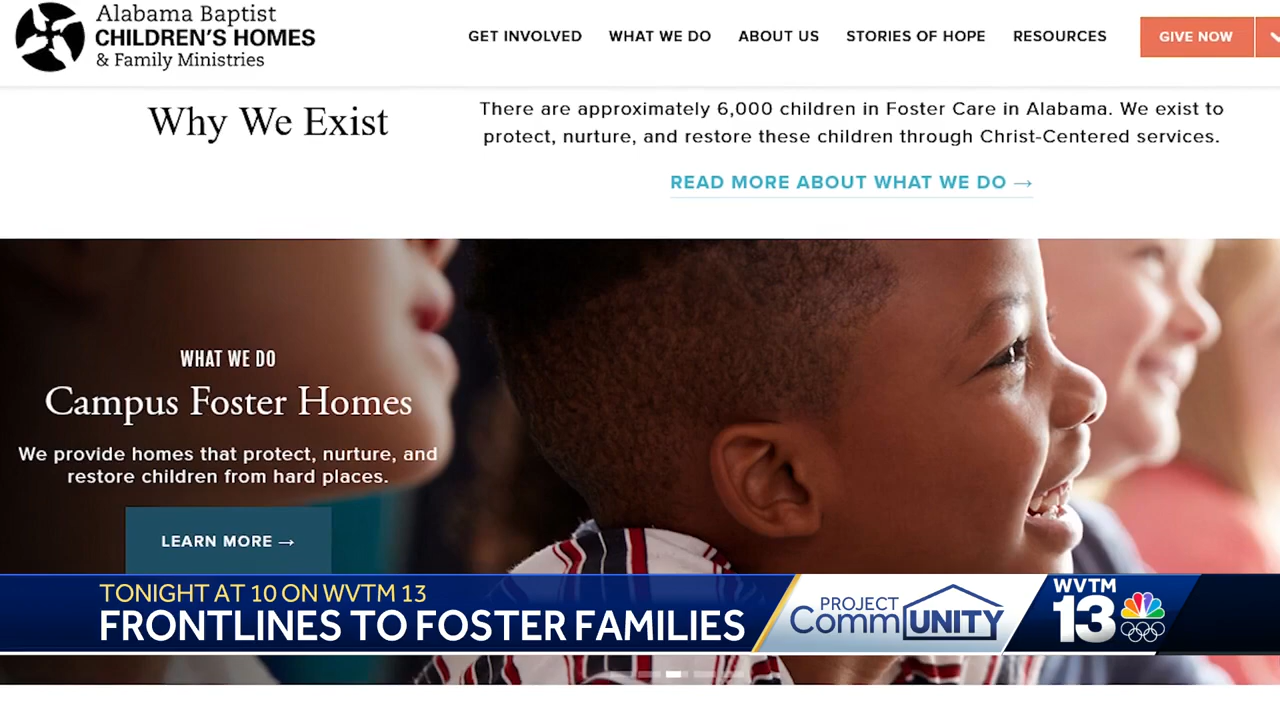 Alabama Baptist
CHILDREN'S HOMES
& Family Ministries
GET INVOLVED
WHAT WE DO
ABOUT US
STORIES OF HOPE
RESOURCES
GIVE NOW
Why We Exist
There are approximately 6,000 children in Foster Care in Alabama. We exist to
protect, nurture, and restore these children through Christ-Centered services.
READ MORE ABOUT WHAT WE DO →
WHAT WE DO
Campus Foster Homes
We provide homes that protect, nurture, and
restore children from hard places.
LEARN MORE →
TONIGHT AT 10 ON WVTM 13
FRONTLINES TO FOSTER FAMILIES
PROJECT
CommUNITY
WVTM
13